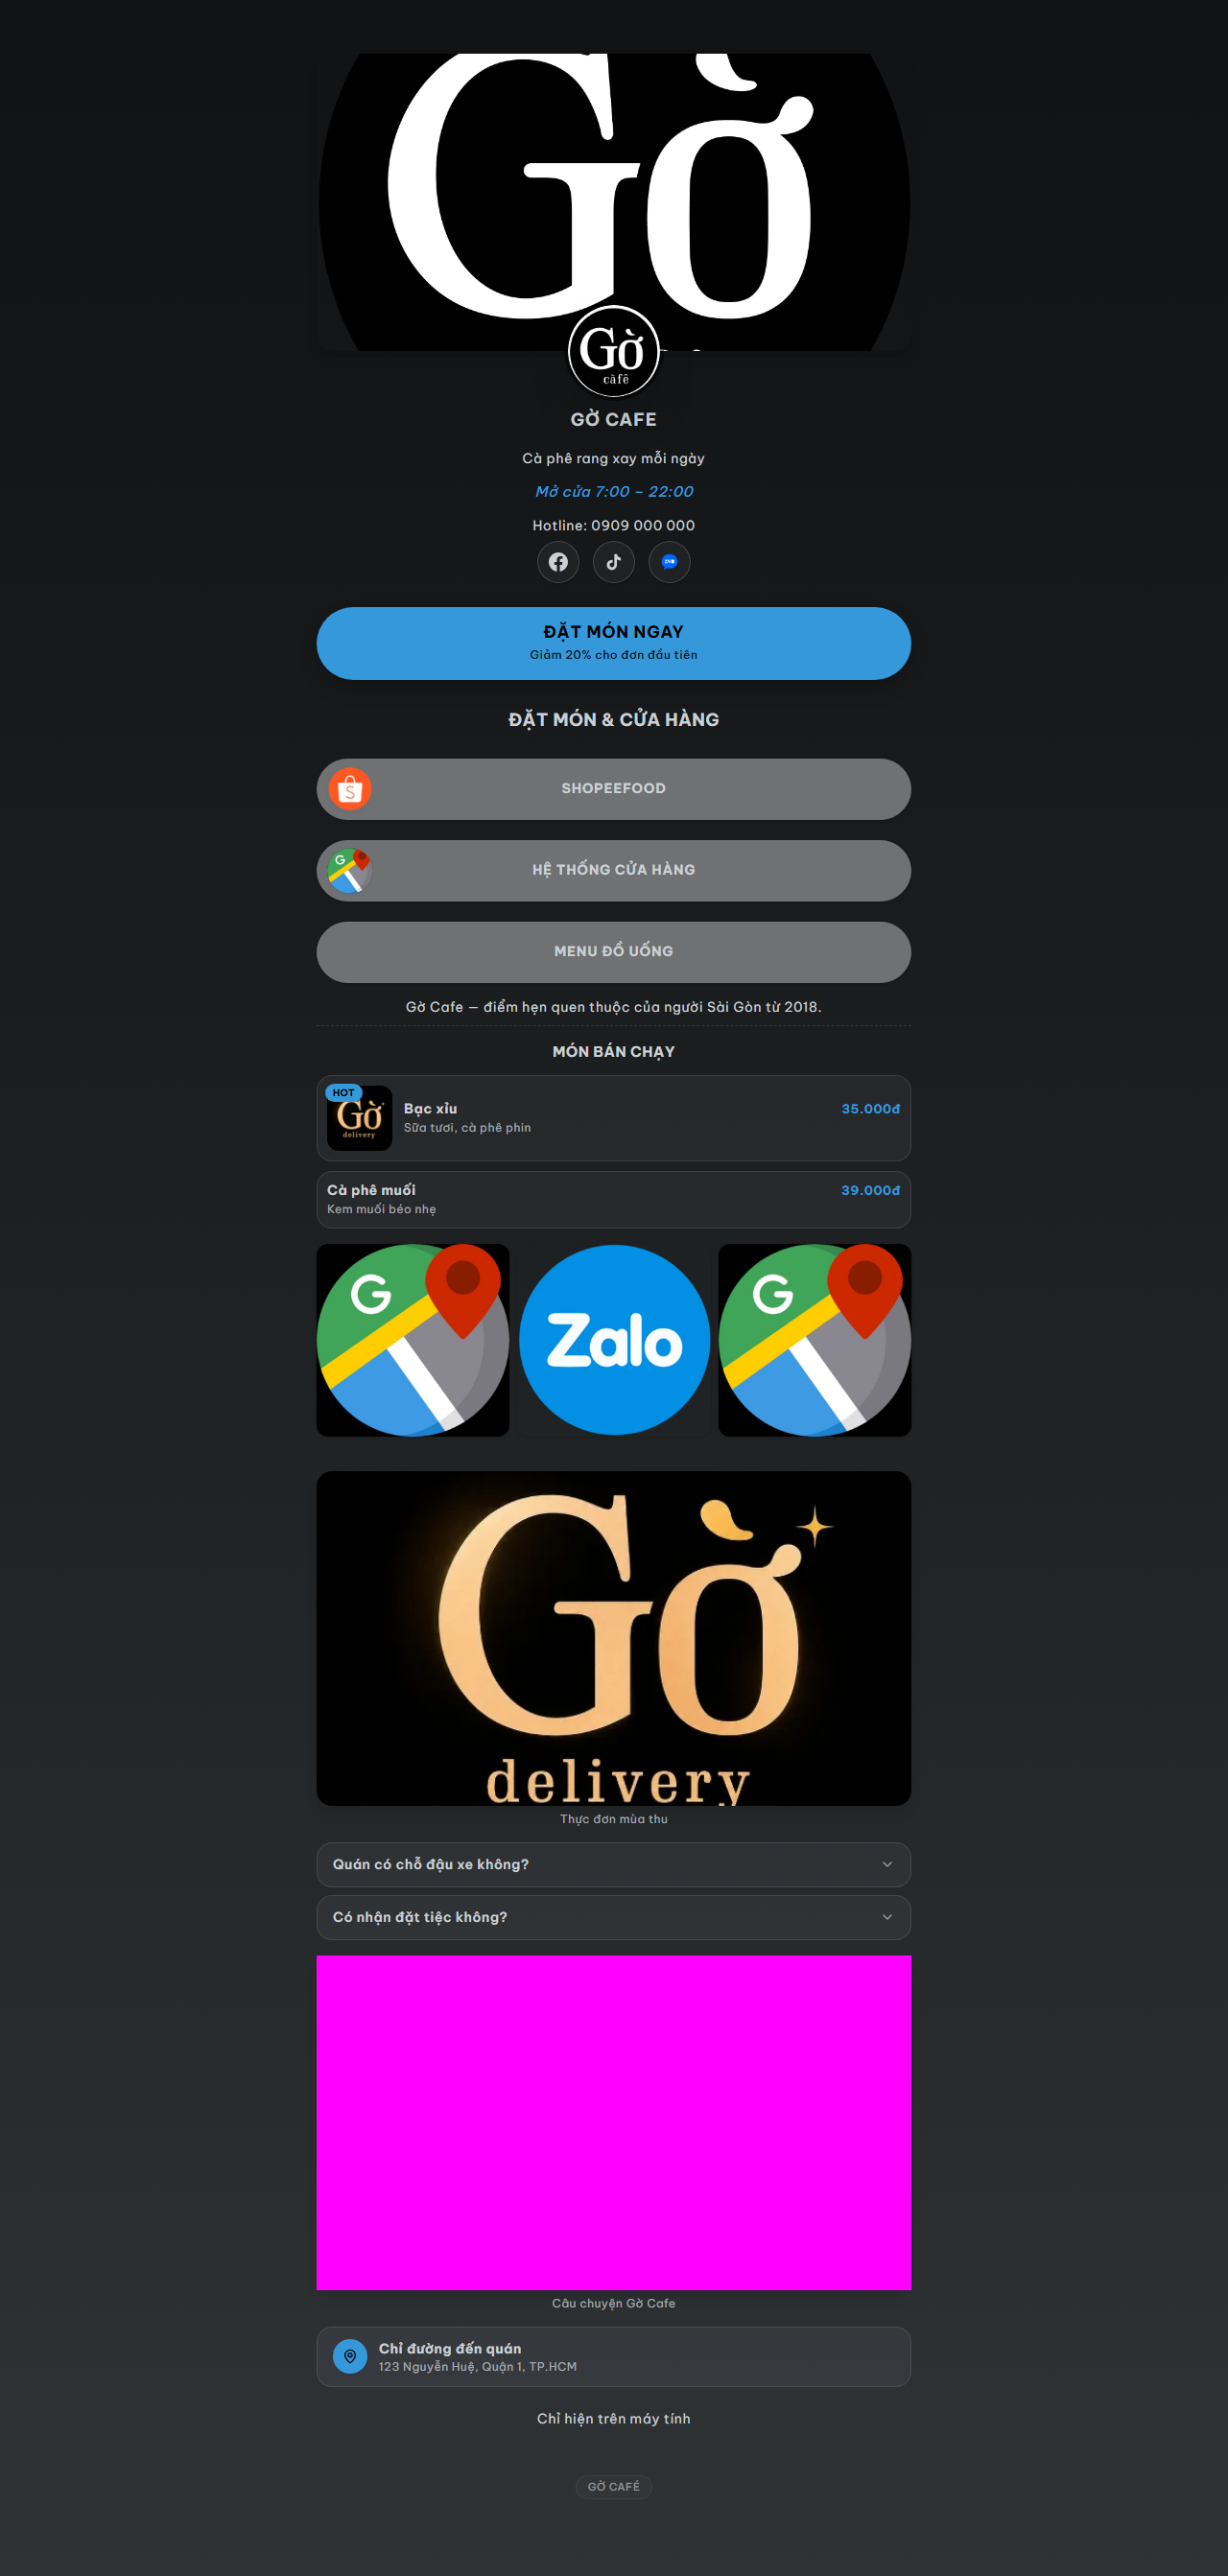 Gờ
Gờ
càfê
GỜ CAFE
Cà phê rang xay mỗi ngày
Mở cửa 7:00 – 22:00
Hotline: 0909 000 000
ĐẶT MÓN NGAY
Giảm 20% cho đơn đầu tiên
ĐẶT MÓN & CỬA HÀNG
SHOPEEFOOD
HỆ THỐNG CỬA HÀNG
MENU ĐỒ UỐNG
Gờ Cafe — điểm hẹn quen thuộc của người Sài Gòn từ 2018.
MÓN BÁN CHẠY
HOT
Gờ
delivery
Bạc xỉu
35.000đ
Sữa tươi, cà phê phin
Cà phê muối
39.000đ
Kem muối béo nhẹ
G
Zalo
G
Gờ
delivery
Thực đơn mùa thu
Quán có chỗ đậu xe không?
Có nhận đặt tiệc không?
Câu chuyện Gờ Cafe
Chỉ đường đến quán
123 Nguyễn Huệ, Quận 1, TP.HCM
Chỉ hiện trên máy tính
GỜ CAFÉ